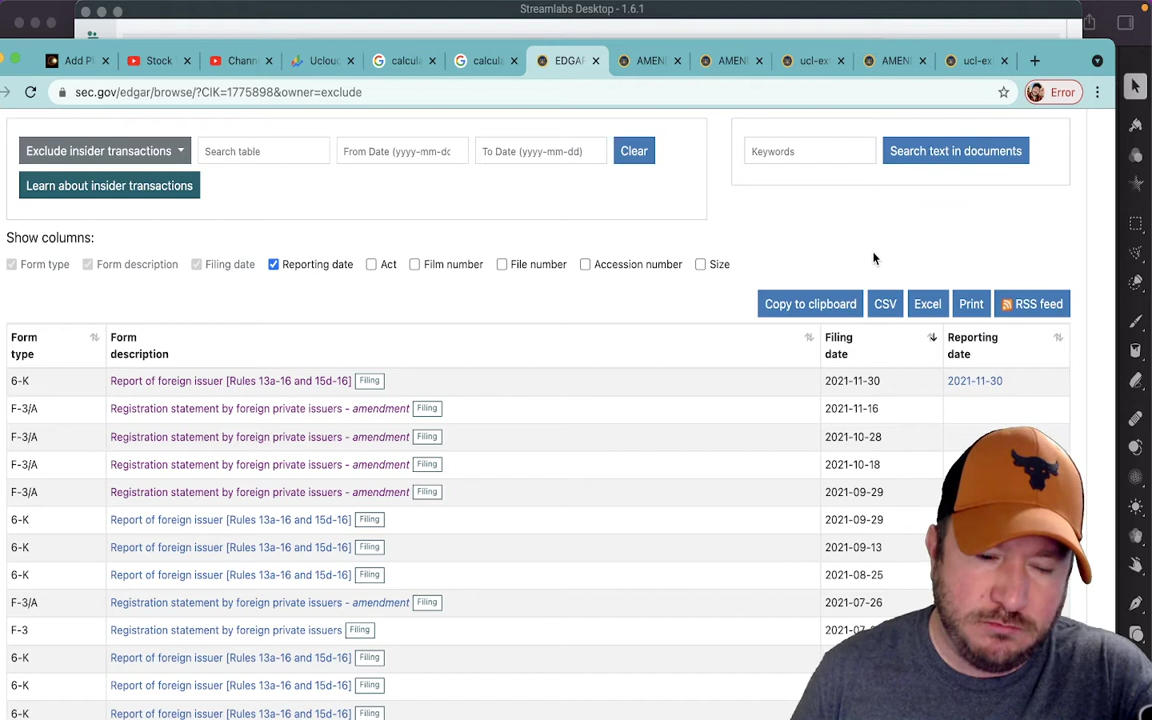 Streamlabs Desktop - 1.6.1
Add Pl
Stock
Chann
Uclou
calcula
calcula
EDGAR
AMEN
AMEN
ucl-ex
AMEN
ucl-ex
sec.gov/edgar/browse/?CIK=1775898&owner=exclude
Error
Exclude insider transactions
Search table
From Date (yyyy-mm-dc
To Date (yyyy-mm-dd)
Clear
Keywords
Search text in documents
Learn about insider transactions
Show columns:
Form type
Form description
Filing date
Reporting date
Act
Film number
File number
Accession number
Size
Copy to clipboard
CSV
Excel
Print
RSS feed
Form type
Form description
Filing date
Reporting date
6-K Report of foreign issuer [Rules 13a-16 and 15d-16] Filing 2021-11-30 2021-11-30
F-3/A Registration statement by foreign private issuers - amendment Filing 2021-11-16
F-3/A Registration statement by foreign private issuers - amendment Filing 2021-10-28
F-3/A Registration statement by foreign private issuers - amendment Filing 2021-10-18
F-3/A Registration statement by foreign private issuers - amendment Filing 2021-09-29
6-K Report of foreign issuer [Rules 13a-16 and 15d-16] Filing 2021-09-29
6-K Report of foreign issuer [Rules 13a-16 and 15d-16] Filing 2021-09-13
6-K Report of foreign issuer [Rules 13a-16 and 15d-16] Filing 2021-08-25
F-3/A Registration statement by foreign private issuers - amendment Filing 2021-07-26
F-3 Registration statement by foreign private issuers Filing
6-K Report of foreign issuer [Rules 13a-16 and 15d-16] Filing
6-K Report of foreign issuer [Rules 13a-16 and 15d-16] Filing
6-K Report of foreign issuer [Rules 13a-16 and 15d-16] Filing